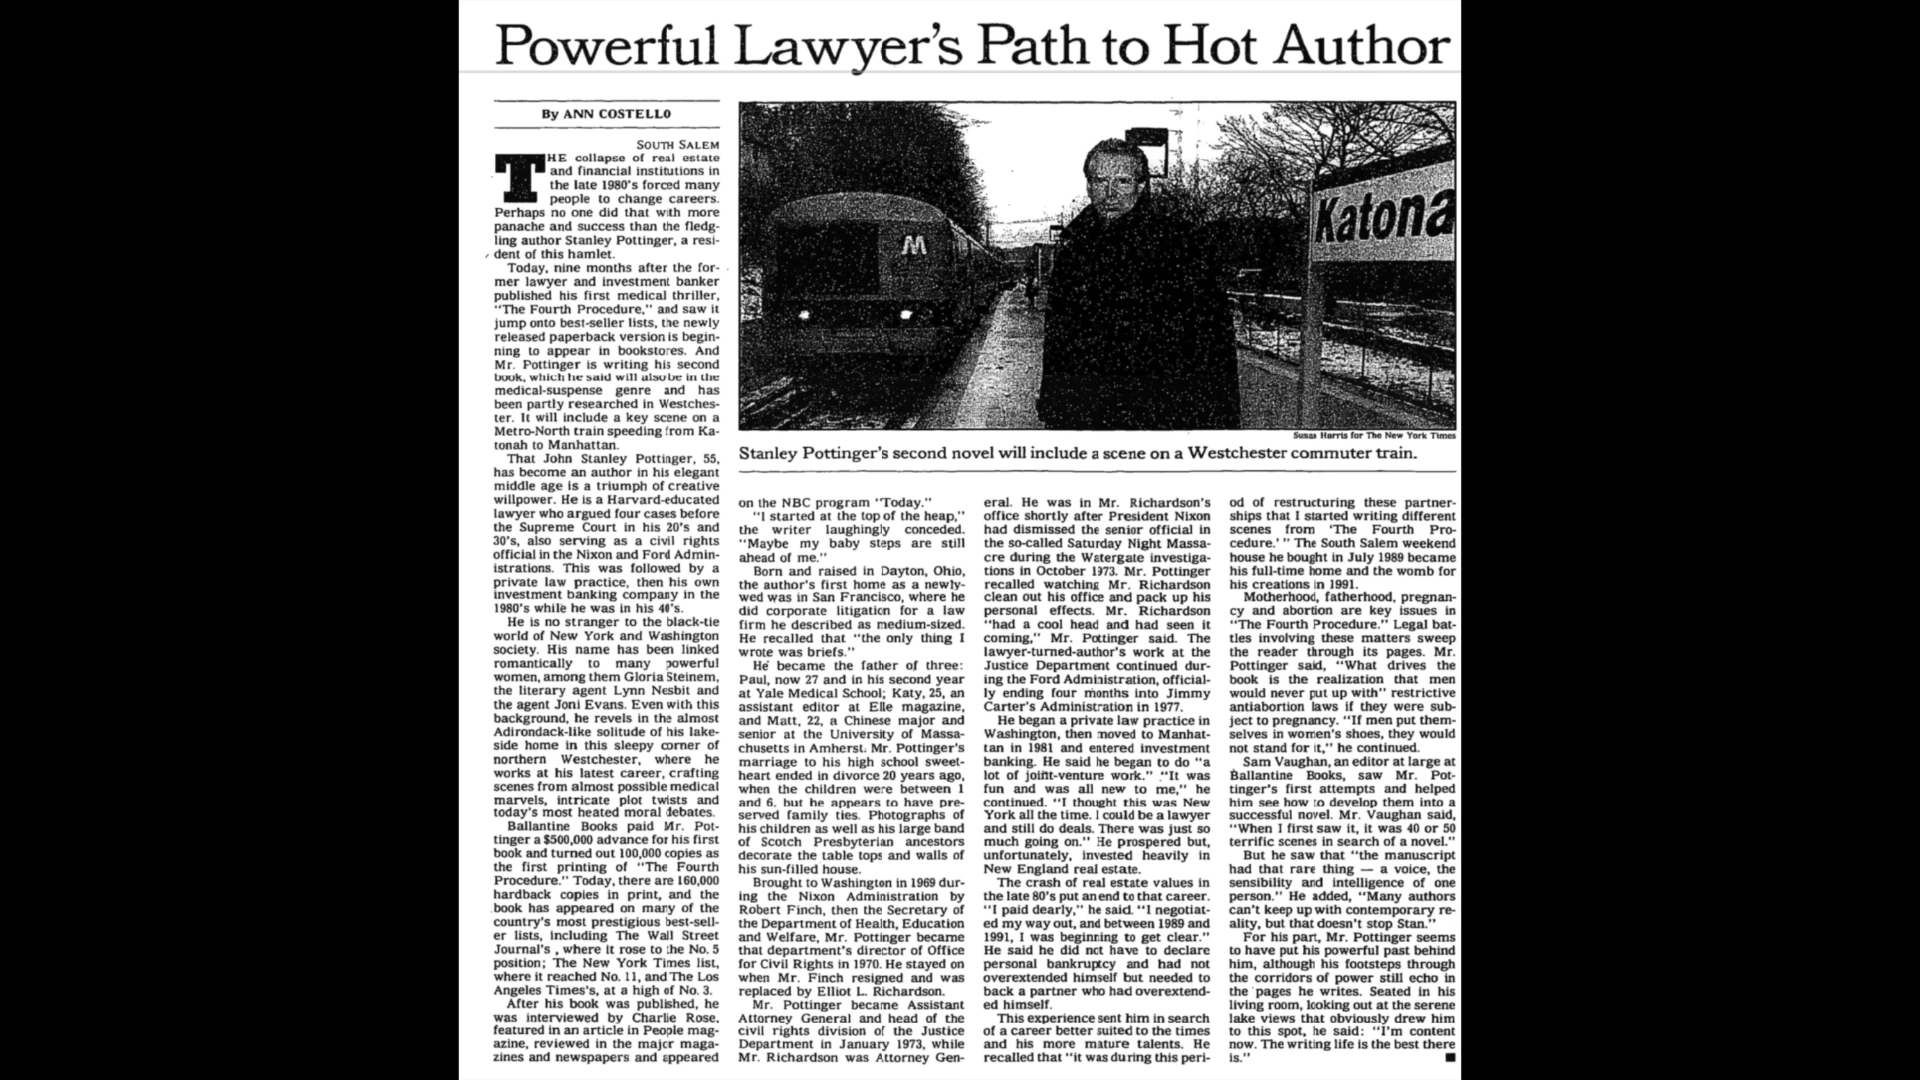 Powerful Lawyer's Path to Hot Author
By ANN COSTELLO
SOUTH SALEM
THE collapse of real estate
and financial institutions in
the late 1980's forced many
people to change careers.
Perhaps no one did that with more
panache and success than the fledg-
ling author Stanley Pottinger, a resi-
dent of this hamlet.
Today, nine months after the for-
mer lawyer and investment banker
published his first medical thriller,
"The Fourth Procedure," and saw it
jump onto best-seller lists, the newly
released paperback version is begin-
ning to appear in bookstores. And
Mr. Pottinger is writing his second
book, which he said will also be in the
medical-suspense genre and has
been partly researched in Westches-
ter. It will include a key scene on a
Metro-North train speeding from Ka-
tonah to Manhattan.
That John Stanley Pottinger, 55,
has become an author in his elegant
middle age is a triumph of creative
willpower. He is a Harvard-educated
lawyer who argued four cases before
the Supreme Court in his 20's and
30's, also serving as a civil rights
official in the Nixon and Ford Admin-
istrations. This was followed by a
private law practice, then his own
investment banking company in the
1980's while he was in his 40's.
He is no stranger to the black-tie
world of New York and Washington
society. His name has been linked
romantically to many powerful
women, among them Gloria Steinem,
the literary agent Lynn Nesbit and
the agent Joni Evans. Even with this
background, he revels in the almost
Adirondack-like solitude of his lake-
side home in this sleepy corner of
northern Westchester, where he
works at his latest career, crafting
scenes from almost possible medical
marvels, intricate plot twists and
today's most heated moral debates.
Ballantine Books paid Mr. Pot-
tinger a $500,000 advance for his first
book and turned out 100,000 copies as
the first printing of "The Fourth
Procedure." Today, there are 160,000
hardback copies in print, and the
book has appeared on many of the
country's most prestigious best-sell-
er lists, including The Wall Street
Journal's, where it rose to the No. 5
position; The New York Times list,
where it reached No. 11, and The Los
Angeles Times's, at a high of No. 3.
After his book was published, he
was interviewed by Charlie Rose,
featured in an article in People mag-
azine, reviewed in the major maga-
zines and newspapers and appeared
M
Katona
Susan Harris for The New York Times
Stanley Pottinger's second novel will include a scene on a Westchester commuter train.
on the NBC program "Today."
"I started at the top of the heap,"
the writer laughingly conceded.
"Maybe my baby steps are still
ahead of me."
Born and raised in Dayton, Ohio,
the author's first home as a newly-
wed was in San Francisco, where he
did corporate litigation for a law
firm he described as medium-sized.
He recalled that "the only thing I
wrote was briefs."
He became the father of three:
Paul, now 27 and in his second year
at Yale Medical School; Katy, 25, an
assistant editor at Elle magazine,
and Matt, 22, a Chinese major and
senior at the University of Massa-
chusetts in Amherst. Mr. Pottinger's
marriage to his high school sweet-
heart ended in divorce 20 years ago,
when the children were between 1
and 6, but he appears to have pre-
served family ties. Photographs of
his children as well as his large band
of Scotch Presbyterian ancestors
decorate the table tops and walls of
his sun-filled house.
Brought to Washington in 1969 dur-
ing the Nixon Administration by
Robert Finch, then the Secretary of
the Department of Health, Education
and Welfare, Mr. Pottinger became
that department's director of Office
for Civil Rights in 1970. He stayed on
when Mr. Finch resigned and was
replaced by Elliot L. Richardson.
Mr. Pottinger became Assistant
Attorney General and head of the
civil rights division of the Justice
Department in January 1973, while
Mr. Richardson was Attorney Gen-
eral. He was in Mr. Richardson's
office shortly after President Nixon
had dismissed the senior official in
the so-called Saturday Night Massa-
cre during the Watergate investiga-
tions in October 1973. Mr. Pottinger
recalled watching Mr. Richardson
clean out his office and pack up his
personal effects. Mr. Richardson
"had a cool head and had seen it
coming," Mr. Pottinger said. The
lawyer-turned-author's work at the
Justice Department continued dur-
ing the Ford Administration, official-
ly ending four months into Jimmy
Carter's Administration in 1977.
He began a private law practice in
Washington, then moved to Manhat-
tan in 1981 and entered investment
banking. He said he began to do "a
lot of joint-venture work." "It was
fun and was all new to me," he
continued. "I thought this was New
York all the time. I could be a lawyer
and still do deals. There was just so
much going on." He prospered but,
unfortunately, invested heavily in
New England real estate.
The crash of real estate values in
the late 80's put an end to that career.
"I paid dearly," he said. "I negotiat-
ed my way out, and between 1989 and
1991, I was beginning to get clear."
He said he did not have to declare
personal bankruptcy and had not
overextended himself but needed to
back a partner who had overextend-
ed himself.
This experience sent him in search
of a career better suited to the times
and his more mature talents. He
recalled that "it was during this peri-
od of restructuring these partner-
ships that I started writing different
scenes from 'The Fourth Pro-
cedure.' " The South Salem weekend
house he bought in July 1989 became
his full-time home and the womb for
his creations in 1991.
Motherhood, fatherhood, pregnan-
cy and abortion are key issues in
"The Fourth Procedure." Legal bat-
tles involving these matters sweep
the reader through its pages. Mr.
Pottinger said, "What drives the
book is the realization that men
would never put up with" restrictive
antiabortion laws if they were sub-
ject to pregnancy. "If men put them-
selves in women's shoes, they would
not stand for it," he continued.
Sam Vaughan, an editor at large at
Ballantine Books, saw Mr. Pot-
tinger's first attempts and helped
him see how to develop them into a
successful novel. Mr. Vaughan said,
"When I first saw it, it was 40 or 50
terrific scenes in search of a novel."
But he saw that "the manuscript
had that rare thing — a voice, the
sensibility and intelligence of one
person." He added, "Many authors
can't keep up with contemporary re-
ality, but that doesn't stop Stan."
For his part, Mr. Pottinger seems
to have put his powerful past behind
him, although his footsteps through
the corridors of power still echo in
the pages he writes. Seated in his
living room, looking out at the serene
lake views that obviously drew him
to this spot, he said: "I'm content
now. The writing life is the best there
is."